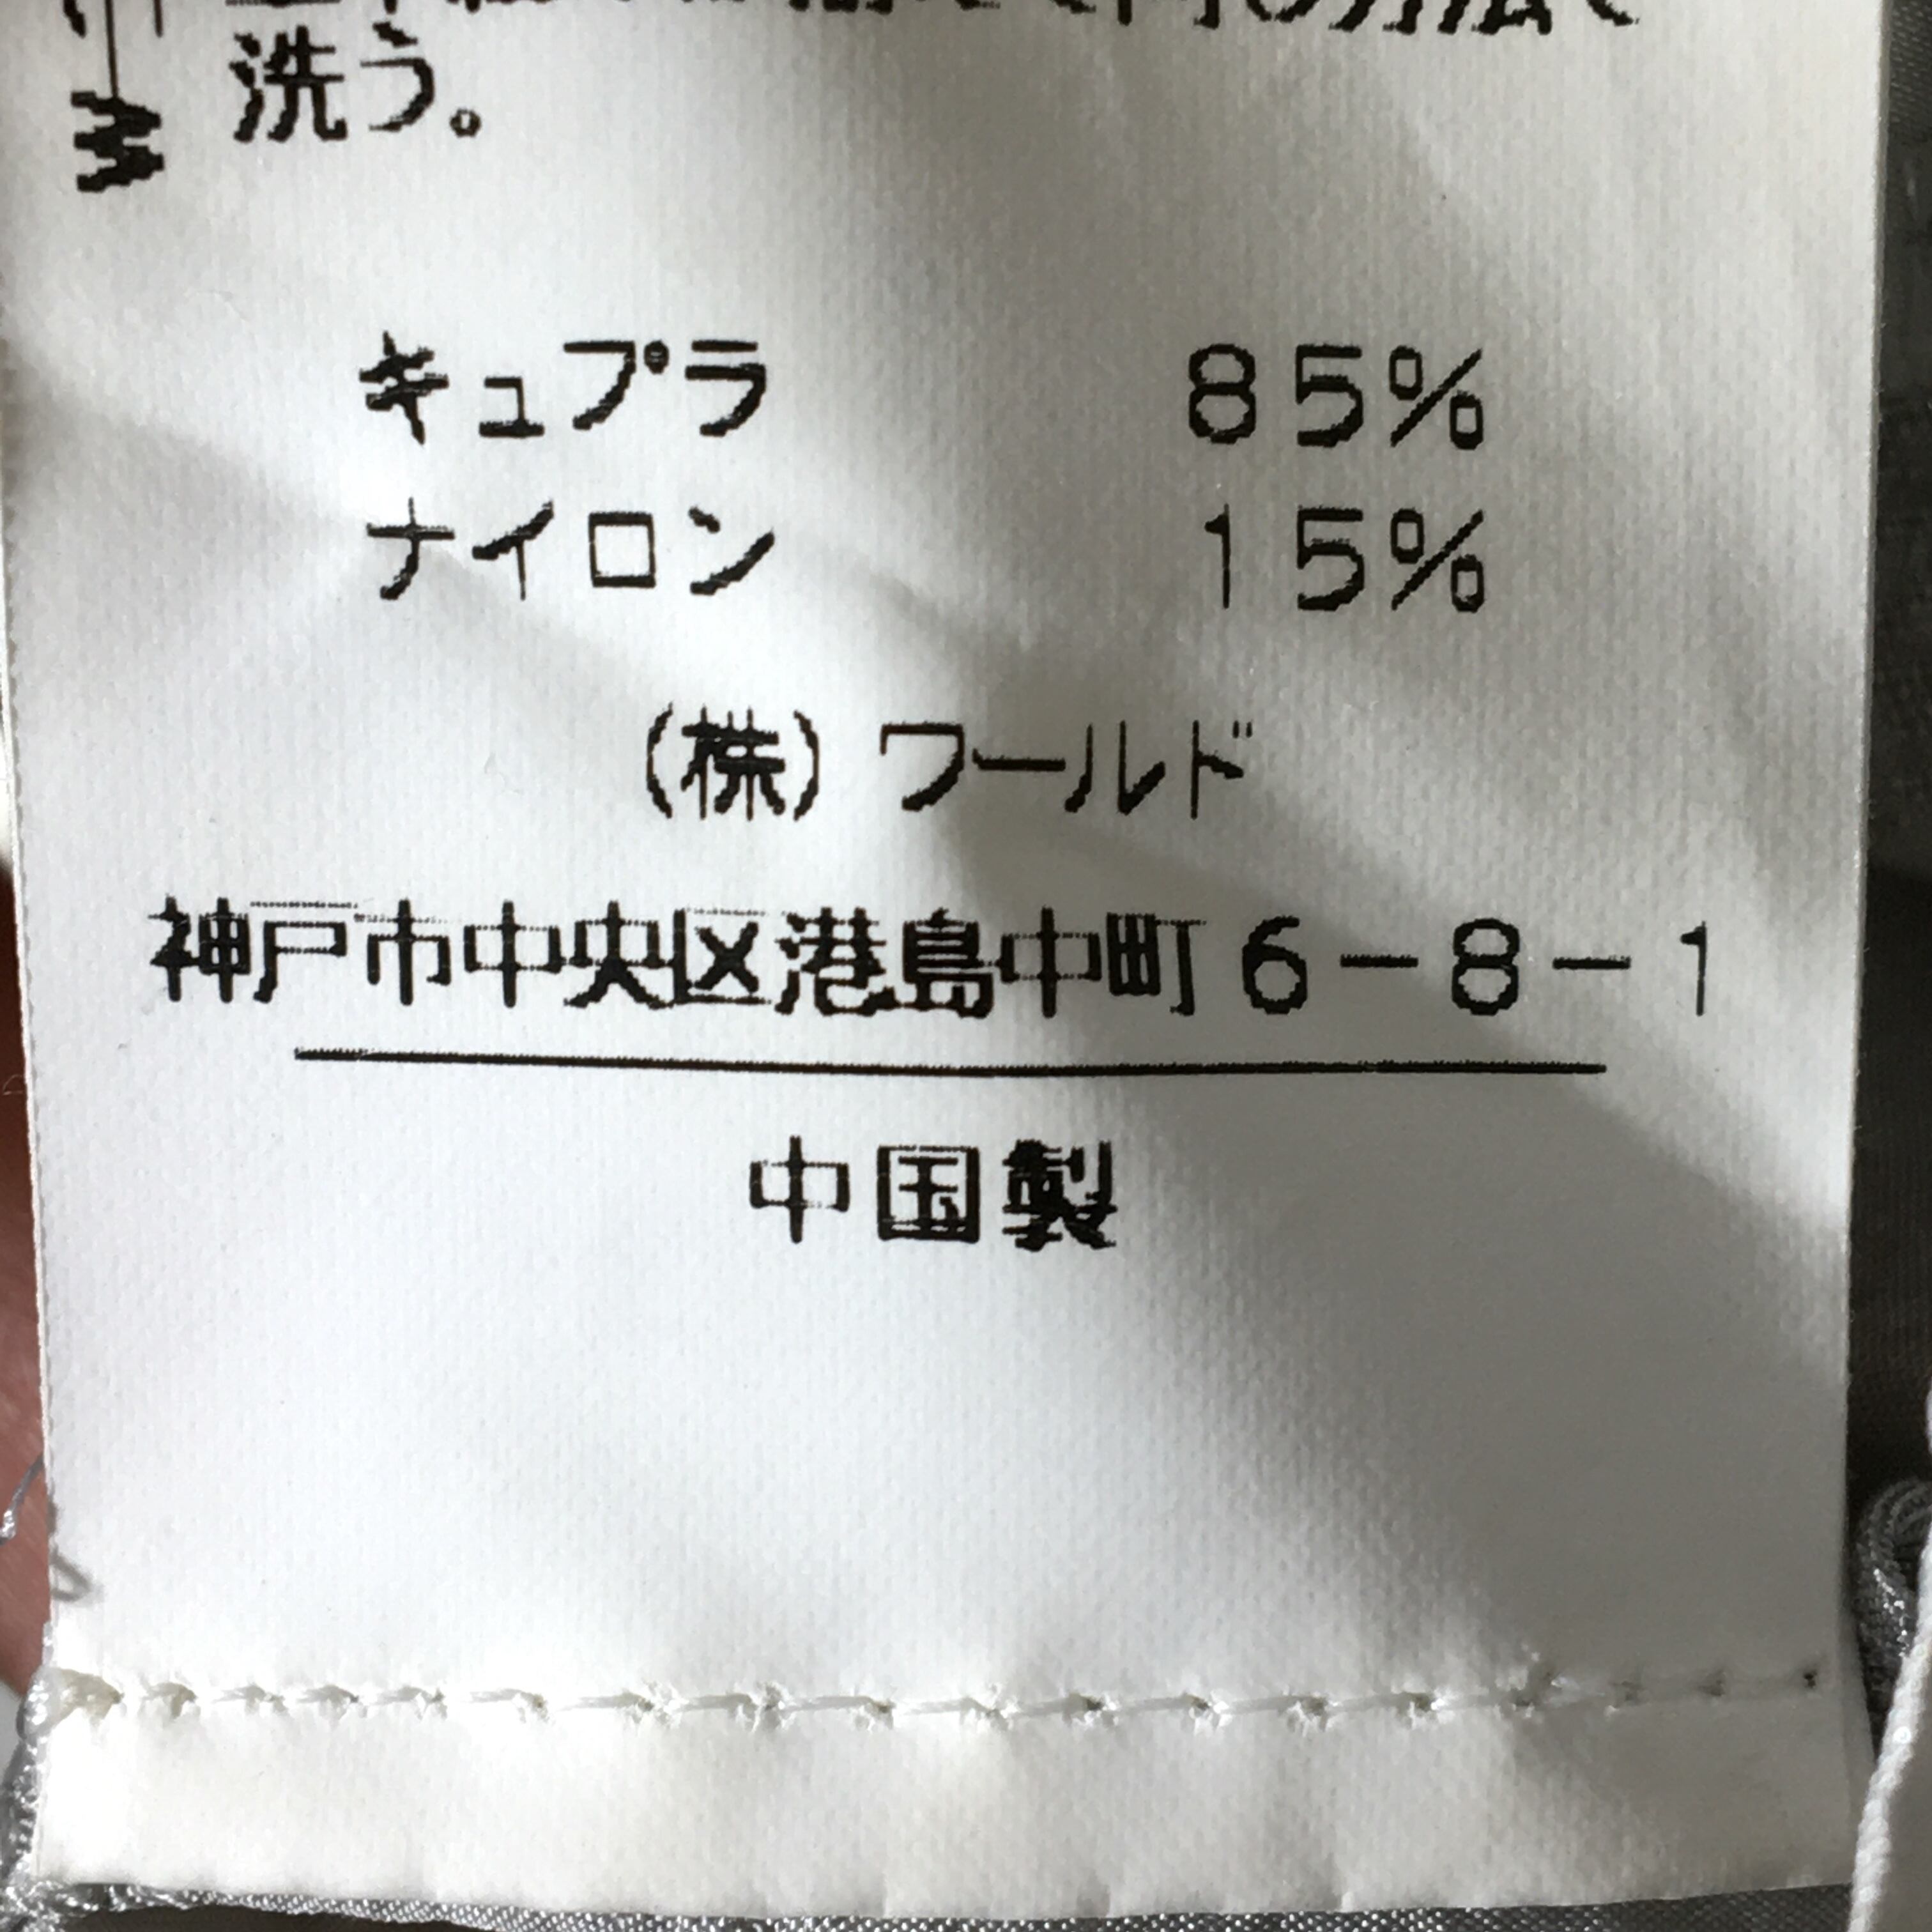 洗う。
キュプラ 85%
ナイロン 15%
(株) ワールド
神戸市中央区港島中町6-8-1
中国製